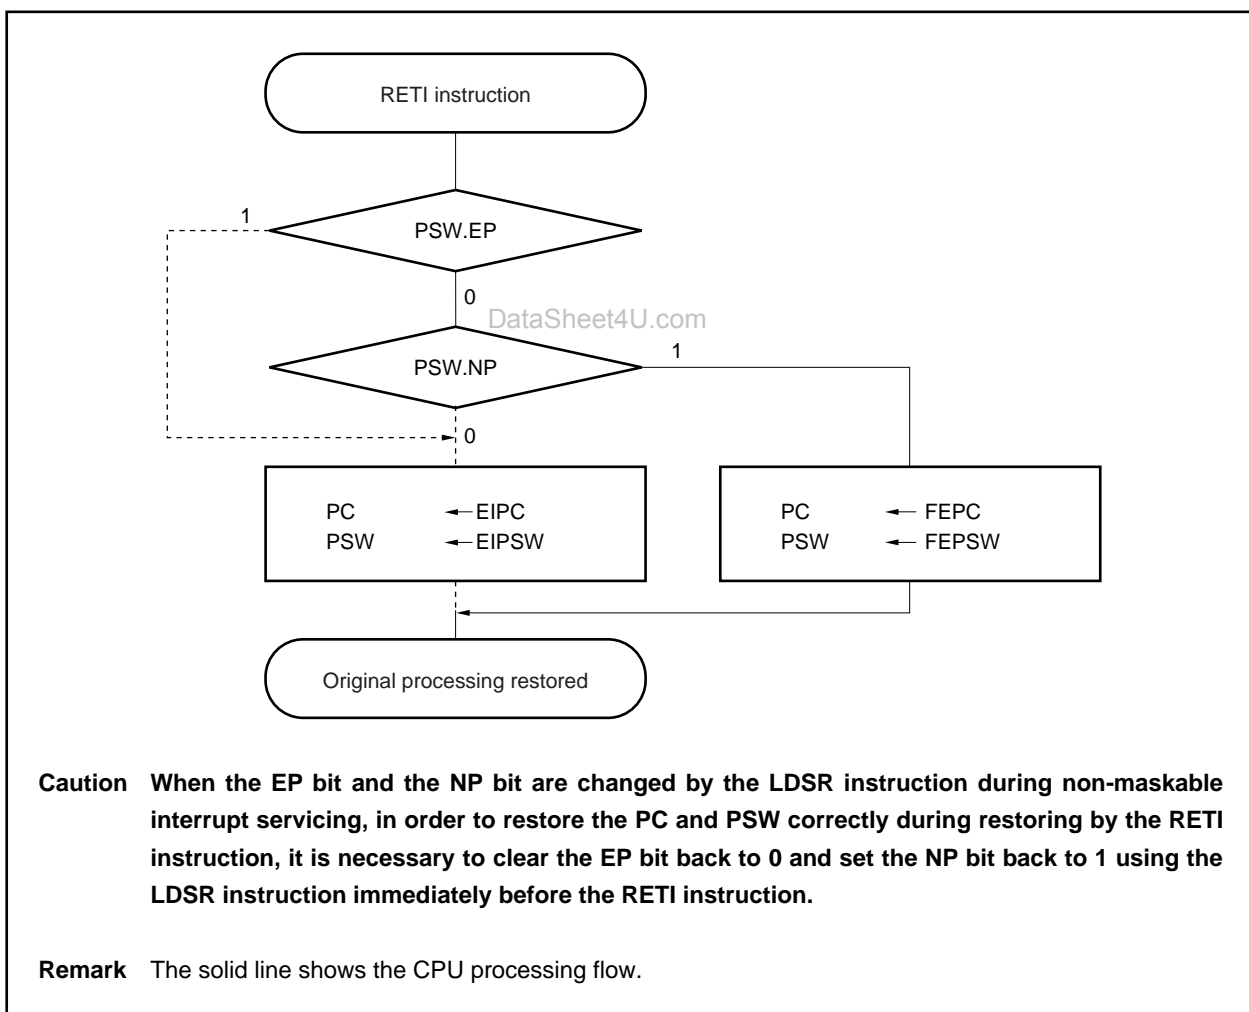 RETI instruction
1
PSW.EP
0
DataSheet4U.com
1
PSW.NP
0
PC ← EIPC
PSW ← EIPSW
PC ← FEPC
PSW ← FEPSW
Original processing restored
Caution When the EP bit and the NP bit are changed by the LDSR instruction during non-maskable
interrupt servicing, in order to restore the PC and PSW correctly during restoring by the RETI
instruction, it is necessary to clear the EP bit back to 0 and set the NP bit back to 1 using the
LDSR instruction immediately before the RETI instruction.
Remark The solid line shows the CPU processing flow.